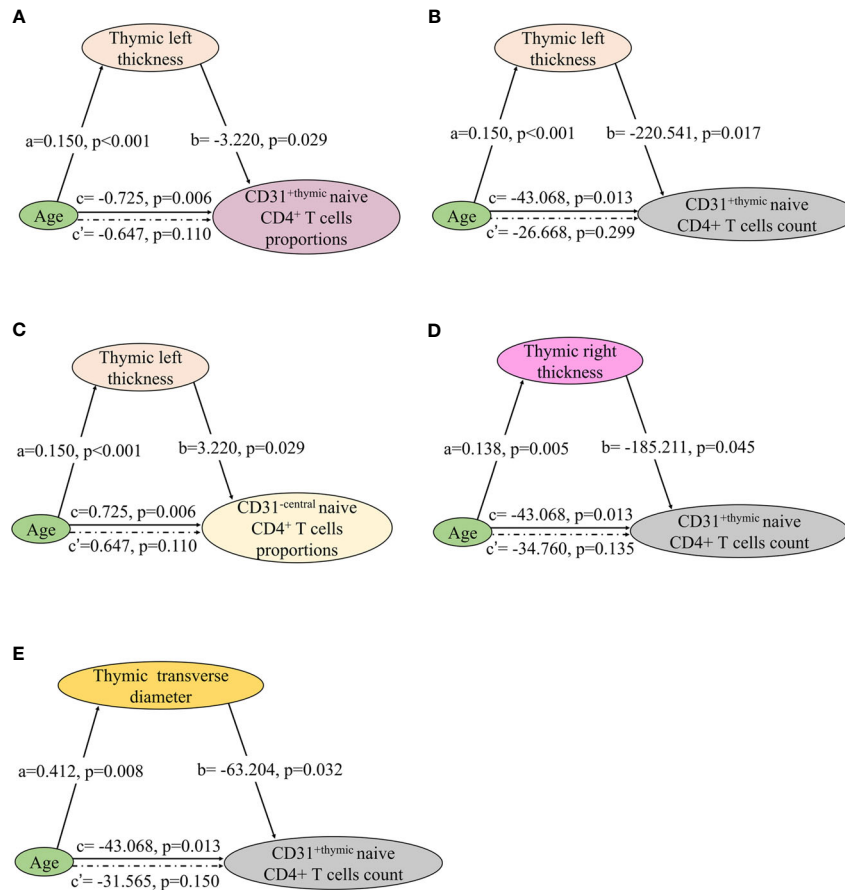 A
Thymic left
thickness
a=0.150, p<0.001
b= -3.220, p=0.029
Age
c= -0.725, p=0.006
c'= -0.647, p=0.110
CD31⁺ᵗʰʸᵐⁱᶜ naive
CD4⁺ T cells
proportions
B
Thymic left
thickness
a=0.150, p<0.001
b= -220.541, p=0.017
Age
c= -43.068, p=0.013
c'= -26.668, p=0.299
CD31⁺ᵗʰʸᵐⁱᶜ naive
CD4+ T cells count
C
Thymic left
thickness
a=0.150, p<0.001
b=3.220, p=0.029
Age
c=0.725, p=0.006
c'=0.647, p=0.110
CD31⁻ᶜᵉⁿᵗʳᵃˡ naive
CD4⁺ T cells
proportions
D
Thymic right
thickness
a=0.138, p=0.005
b= -185.211, p=0.045
Age
c= -43.068, p=0.013
c'= -34.760, p=0.135
CD31⁺ᵗʰʸᵐⁱᶜ naive
CD4+ T cells count
E
Thymic transverse
diameter
a=0.412, p=0.008
b= -63.204, p=0.032
Age
c= -43.068, p=0.013
c'= -31.565, p=0.150
CD31⁺ᵗʰʸᵐⁱᶜ naive
CD4+ T cells count